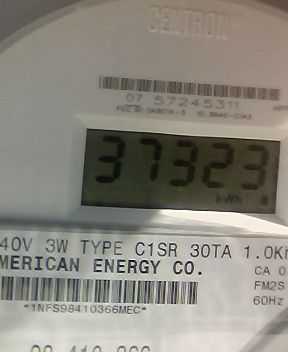 CENTRON®
07 57245311
37323
kWh
40V 3W TYPE C1SR 30TA 1.0K
MERICAN ENERGY CO.
CA 0
FM2S
60Hz
*1NFS98410366MEC*